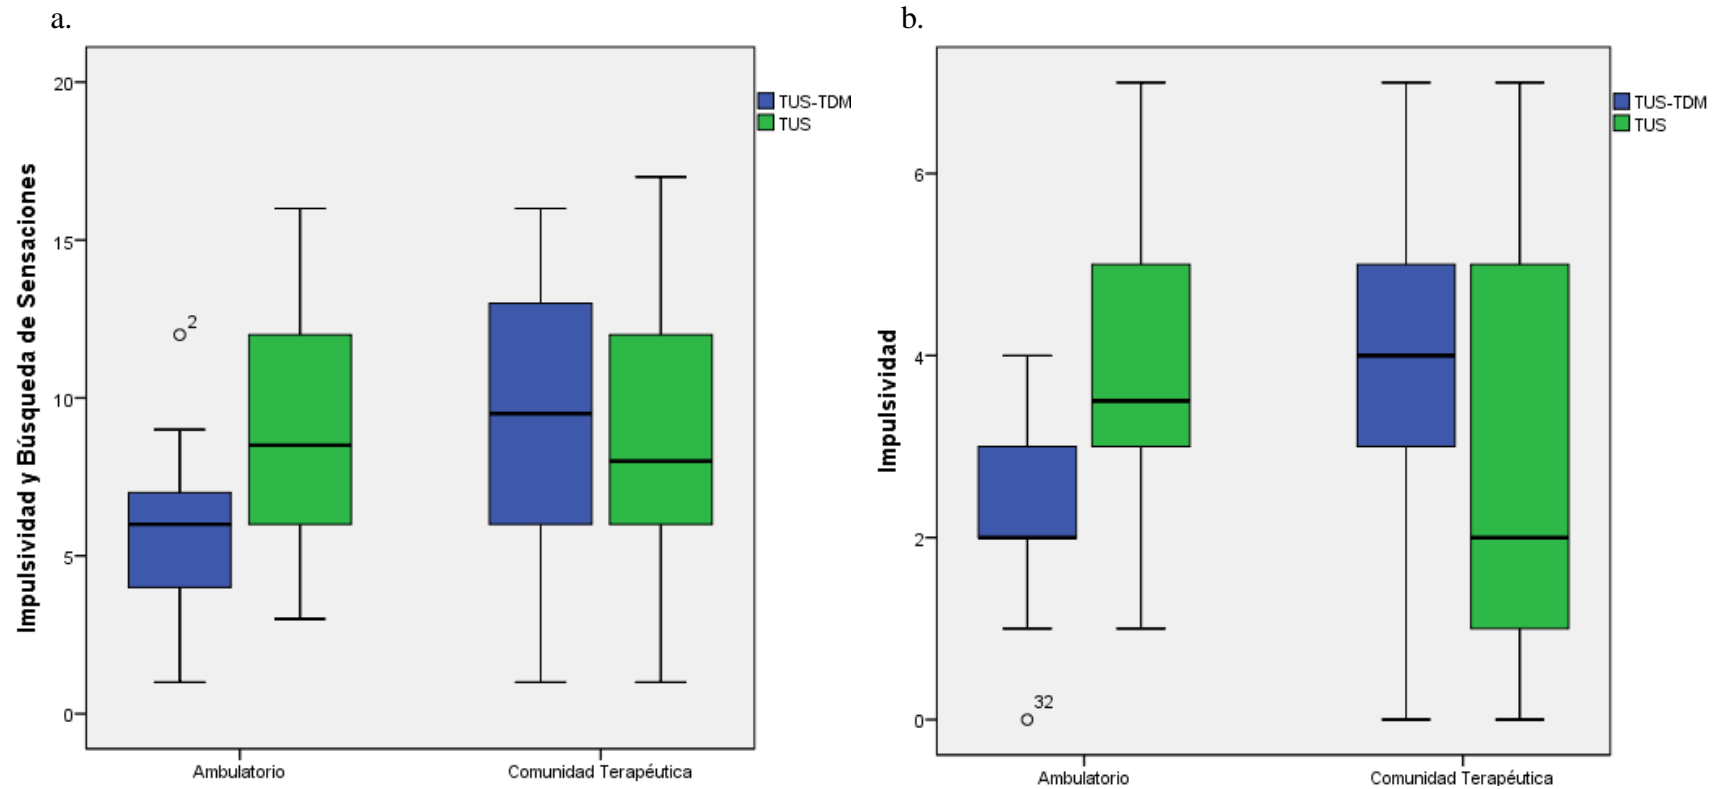 a.
Impulsividad y Búsqueda de Sensaciones
20
15
10
5
0
2
TUS-TDM
TUS
Ambulatorio
Comunidad Terapéutica
b.
Impulsividad
6
4
2
0
32
TUS-TDM
TUS
Ambulatorio
Comunidad Terapéutica